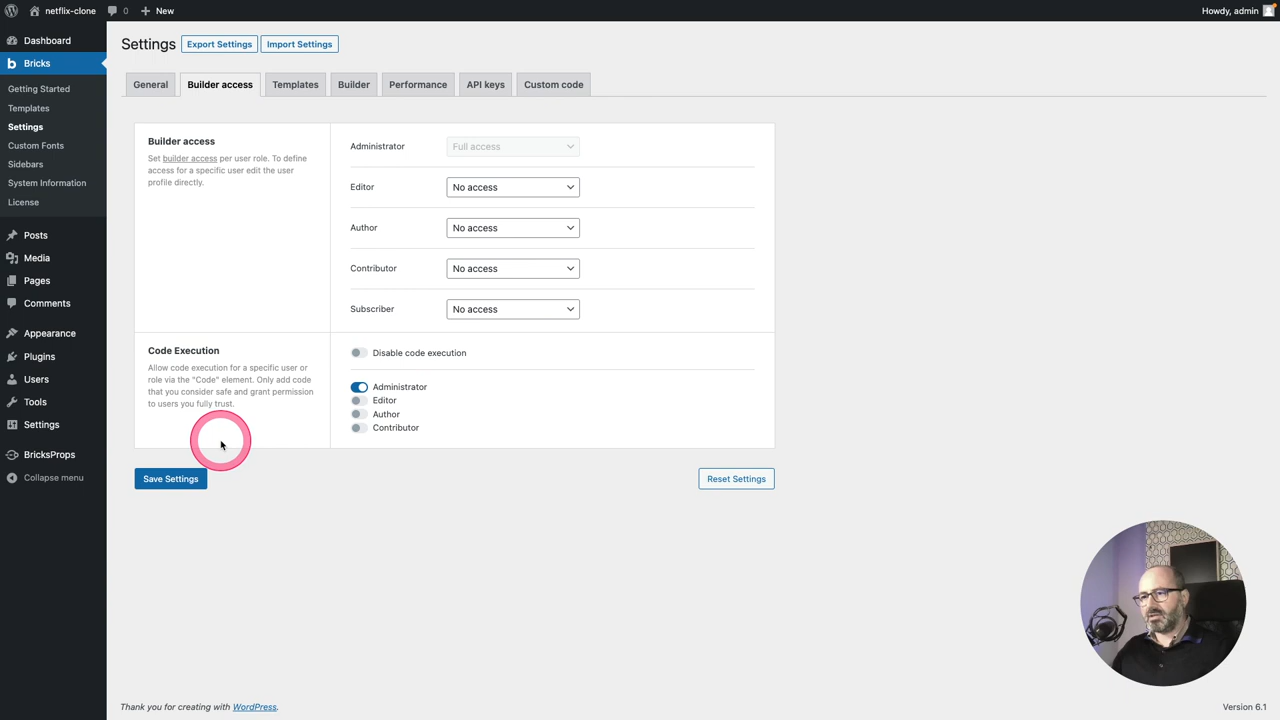 netflix-clone
0
New
Howdy, admin
Dashboard
Bricks
Getting Started
Templates
Settings
Custom Fonts
Sidebars
System Information
License
Posts
Media
Pages
Comments
Appearance
Plugins
Users
Tools
Settings
BricksProps
Collapse menu
Settings
Export Settings
Import Settings
General
Builder access
Templates
Builder
Performance
API keys
Custom code
Builder access
Set builder access per user role. To define
access for a specific user edit the user
profile directly.
Administrator
Full access
Editor
No access
Author
No access
Contributor
No access
Subscriber
No access
Code Execution
Allow code execution for a specific user or
role via the "Code" element. Only add code
that you consider safe and grant permission
to users you fully trust.
Disable code execution
Administrator
Editor
Author
Contributor
Save Settings
Reset Settings
Thank you for creating with WordPress.
Version 6.1